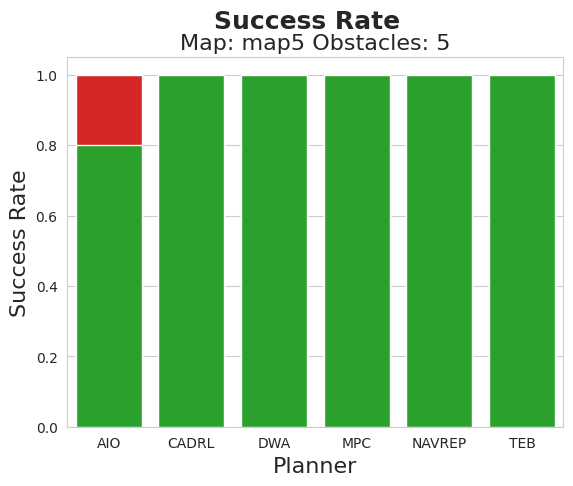 Success Rate
Map: map5 Obstacles: 5
1.0
0.8
0.6
0.4
0.2
0.0
Success Rate
AIO CADRL DWA MPC NAVREP TEB
Planner